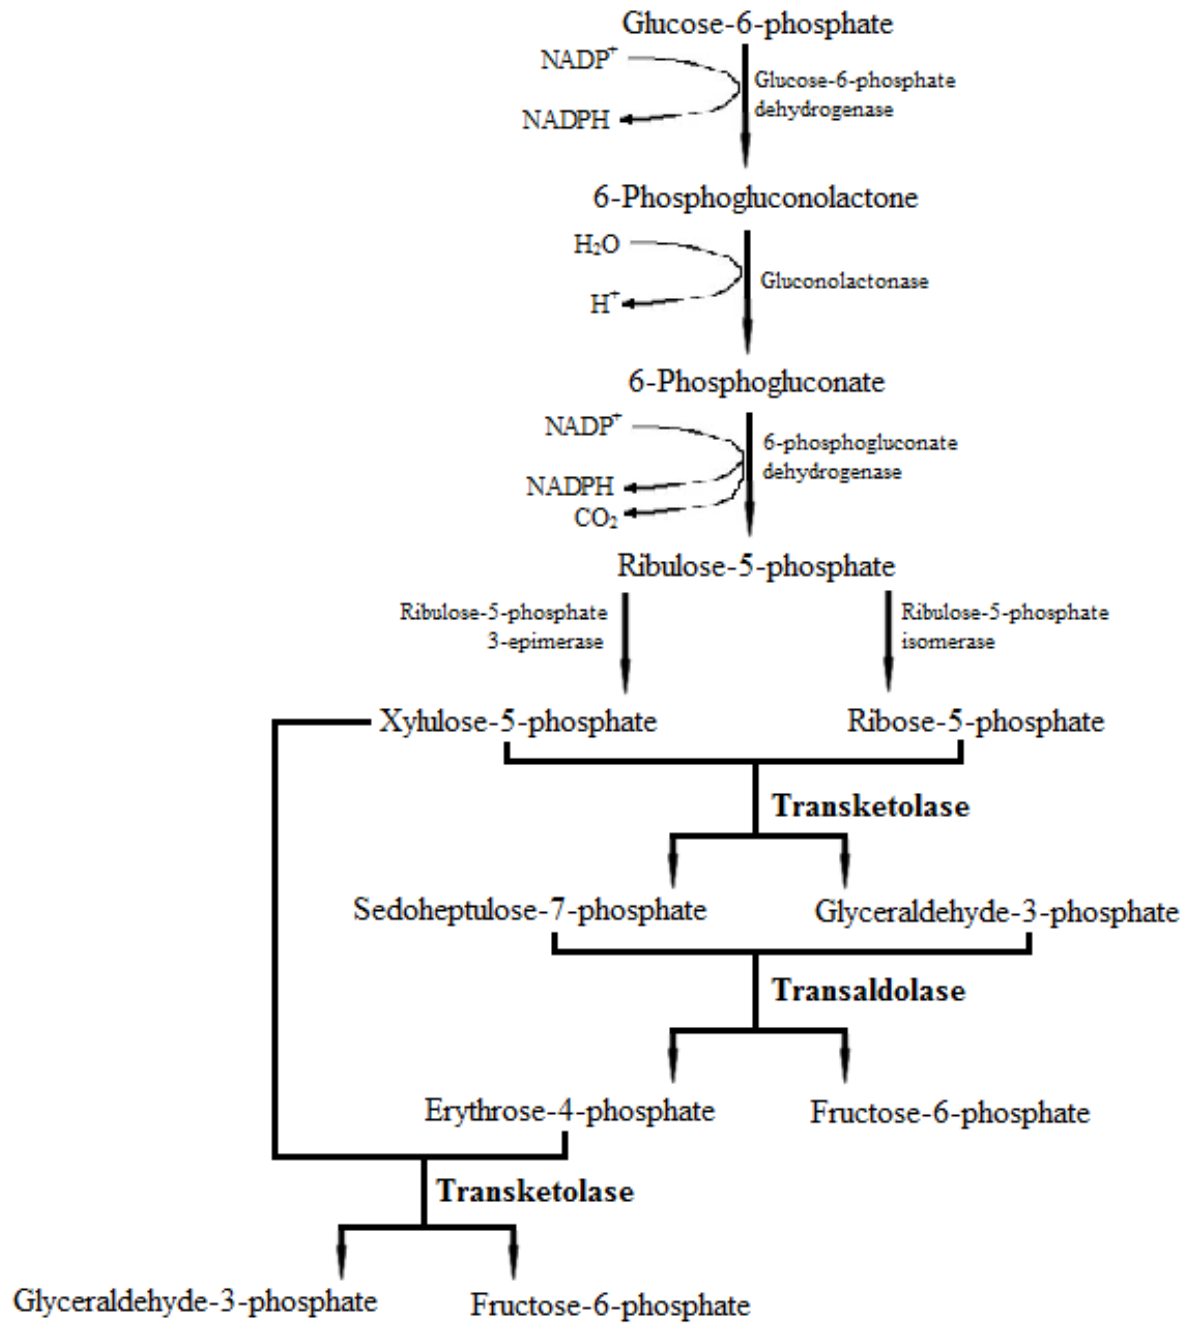 Glucose-6-phosphate
NADP⁺
Glucose-6-phosphate
dehydrogenase
NADPH
6-Phosphogluconolactone
H₂O
Gluconolactonase
H⁺
6-Phosphogluconate
NADP⁺
6-phosphogluconate
dehydrogenase
NADPH
CO₂
Ribulose-5-phosphate
Ribulose-5-phosphate
3-epimerase
Ribulose-5-phosphate
isomerase
Xylulose-5-phosphate
Ribose-5-phosphate
Transketolase
Sedoheptulose-7-phosphate
Glyceraldehyde-3-phosphate
Transaldolase
Erythrose-4-phosphate
Fructose-6-phosphate
Transketolase
Glyceraldehyde-3-phosphate
Fructose-6-phosphate